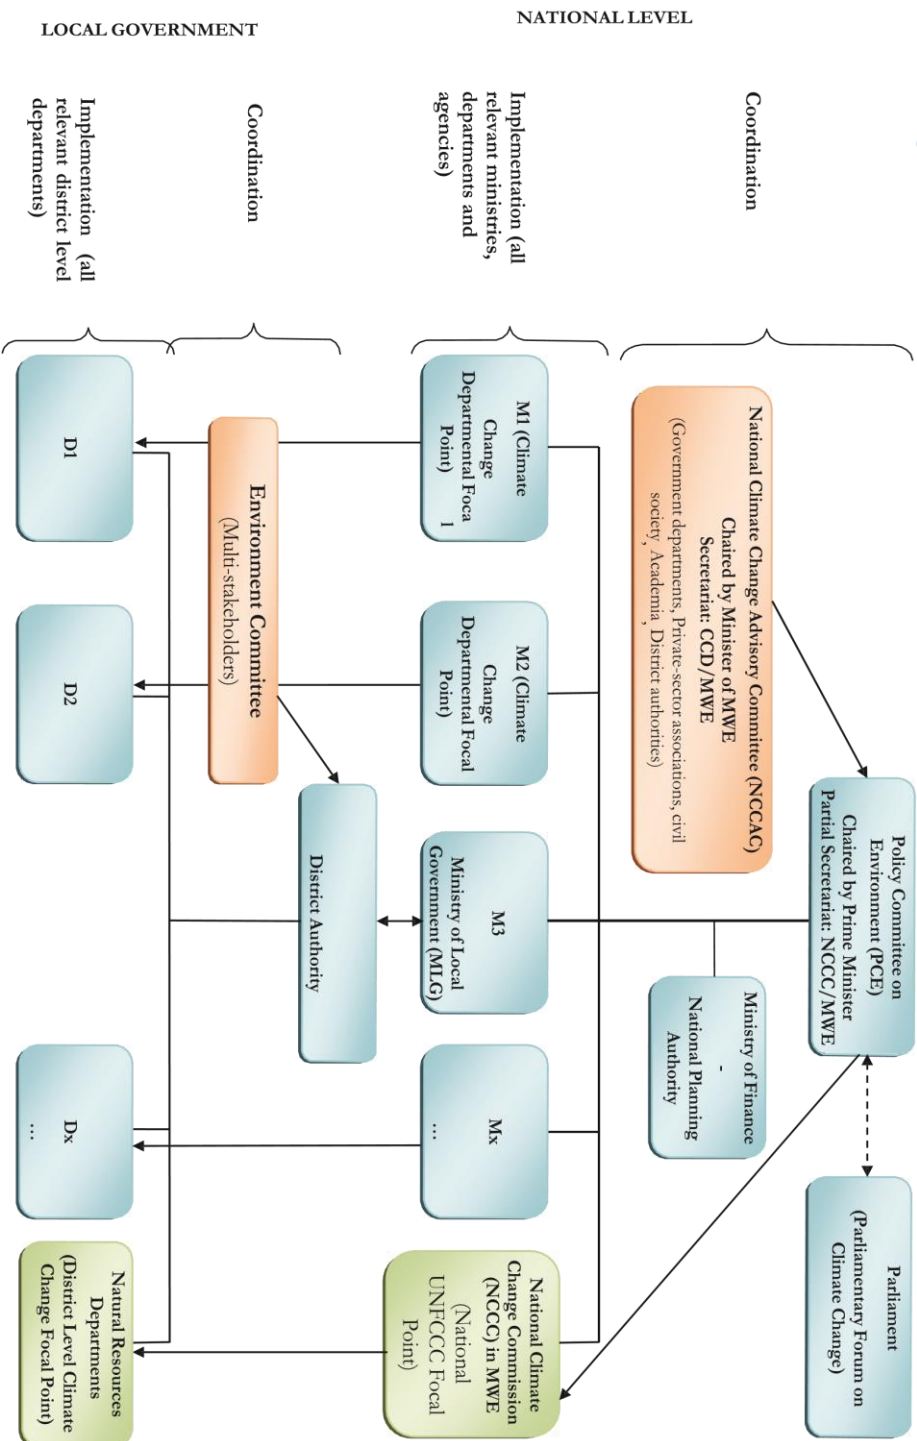 NATIONAL LEVEL
LOCAL GOVERNMENT
Coordination
Implementation (all
relevant ministries,
departments and
agencies)
Coordination
Implementation (all
relevant district level
departments)
Policy Committee on
Environment (PCE)
Chaired by Prime Minister
Partial Secretariat: NCCC/MWE
Parliament
(Parliamentary Forum on
Climate Change)
National Climate Change Advisory Committee (NCCAC)
Chaired by Minister of MWE
Secretariat: CCD/MWE
(Government departments, Private-sector associations, civil
society, Academia, District authorities)
Ministry of Finance
-
National Planning
Authority
M1 (Climate
Change
Departmental Foca
l
Point)
M2 (Climate
Change
Departmental Focal
Point)
M3
Ministry of Local
Government (MLG)
Mx
...
National Climate
Change Commission
(NCCC) in MWE
(National
UNFCCC Focal
Point)
District Authority
Environment Committee
(Multi-stakeholders)
D1
D2
Dx
...
Natural Resources
Departments
(District Level Climate
Change Focal Point)